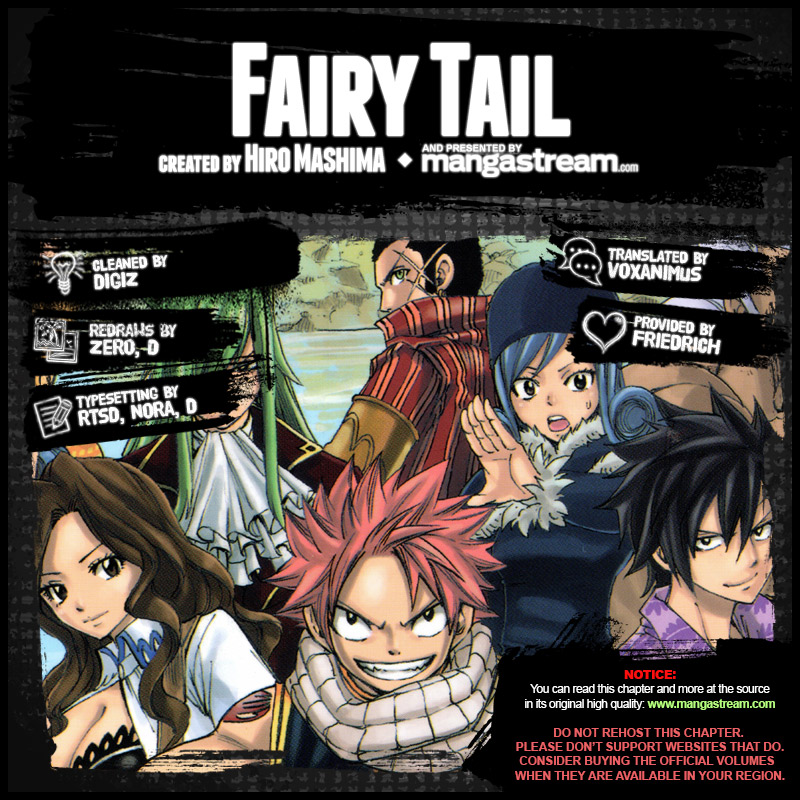 FAIRY TAIL
CREATED BY HIRO MASHIMA ◆ AND PRESENTED BY mangastream.com
CLEANED BY
DIGIZ
REDRAWS BY
ZERO, D
TYPESETTING BY
RTSD, NORA, D
TRANSLATED BY
VOXANIMUS
PROVIDED BY
FRIEDRICH
NOTICE:
You can read this chapter and more at the source
in its original high quality: www.mangastream.com
DO NOT REHOST THIS CHAPTER.
PLEASE DON'T SUPPORT WEBSITES THAT DO.
CONSIDER BUYING THE OFFICIAL VOLUMES
WHEN THEY ARE AVAILABLE IN YOUR REGION.